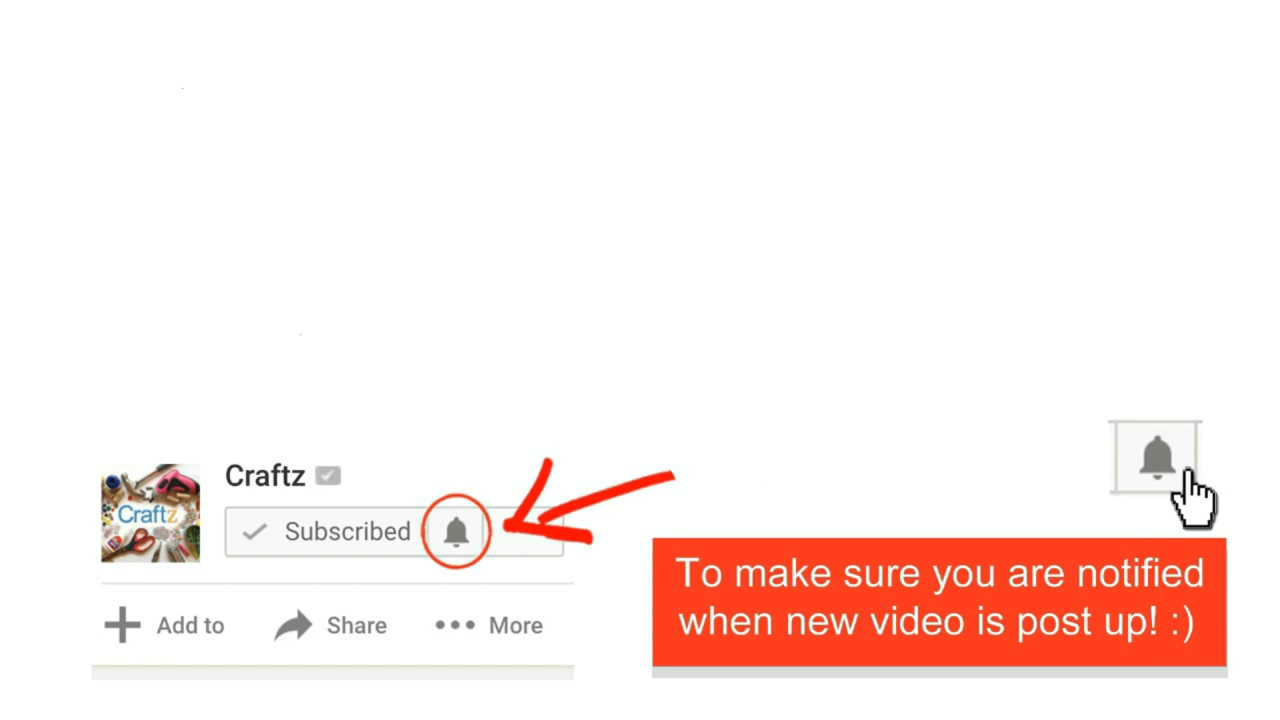 Craftz
Craftz
Subscribed
Add to
Share
More
To make sure you are notified
when new video is post up! :)